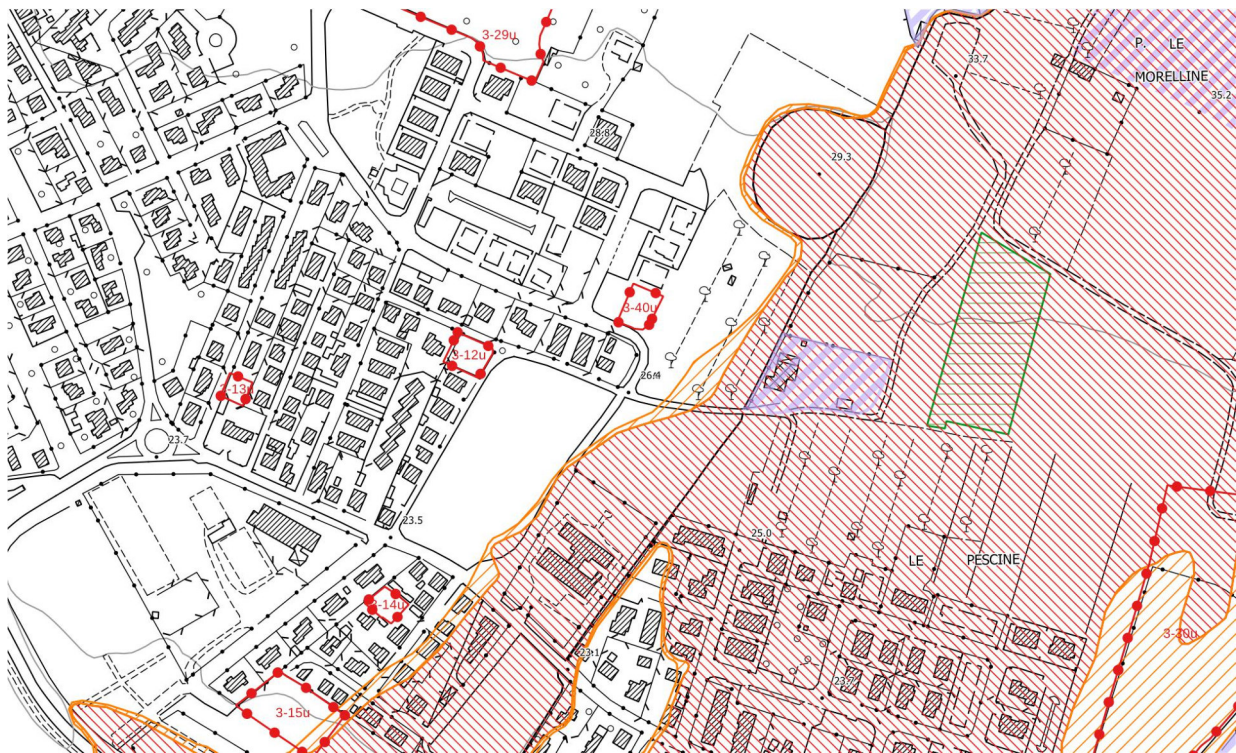 3-29u
P. LE
MORELLINE
33.7
35.2
28.8
29.3
3-40u
3-12u
26.4
3-13u
23.7
23.5
25.0
LE PESCINE
3-14u
3-30u
23.1
23.7
3-15u